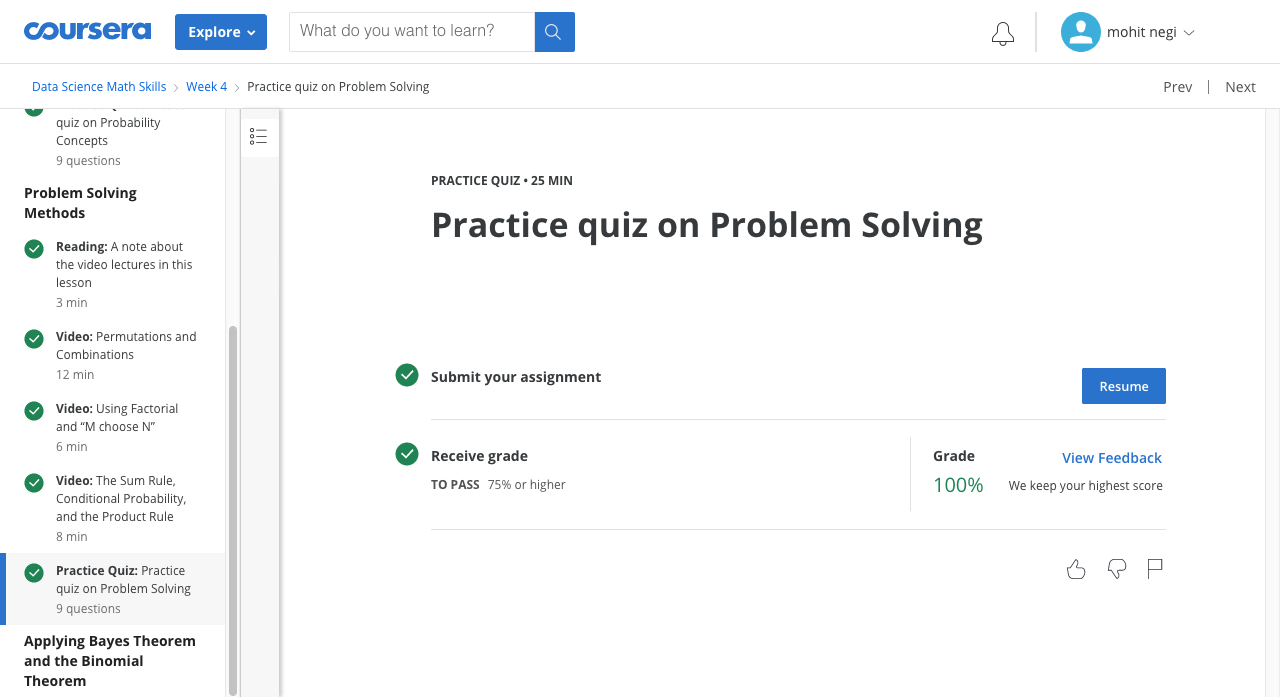 coursera
Explore
What do you want to learn?
mohit negi
Data Science Math Skills
Week 4
Practice quiz on Problem Solving
Prev
Next
quiz on Probability
Concepts
9 questions
Problem Solving
Methods
Reading: A note about
the video lectures in this
lesson
3 min
Video: Permutations and
Combinations
12 min
Video: Using Factorial
and “M choose N”
6 min
Video: The Sum Rule,
Conditional Probability,
and the Product Rule
8 min
Practice Quiz: Practice
quiz on Problem Solving
9 questions
Applying Bayes Theorem
and the Binomial
Theorem
PRACTICE QUIZ • 25 MIN
Practice quiz on Problem Solving
Submit your assignment
Resume
Receive grade
TO PASS 75% or higher
Grade
View Feedback
100%
We keep your highest score